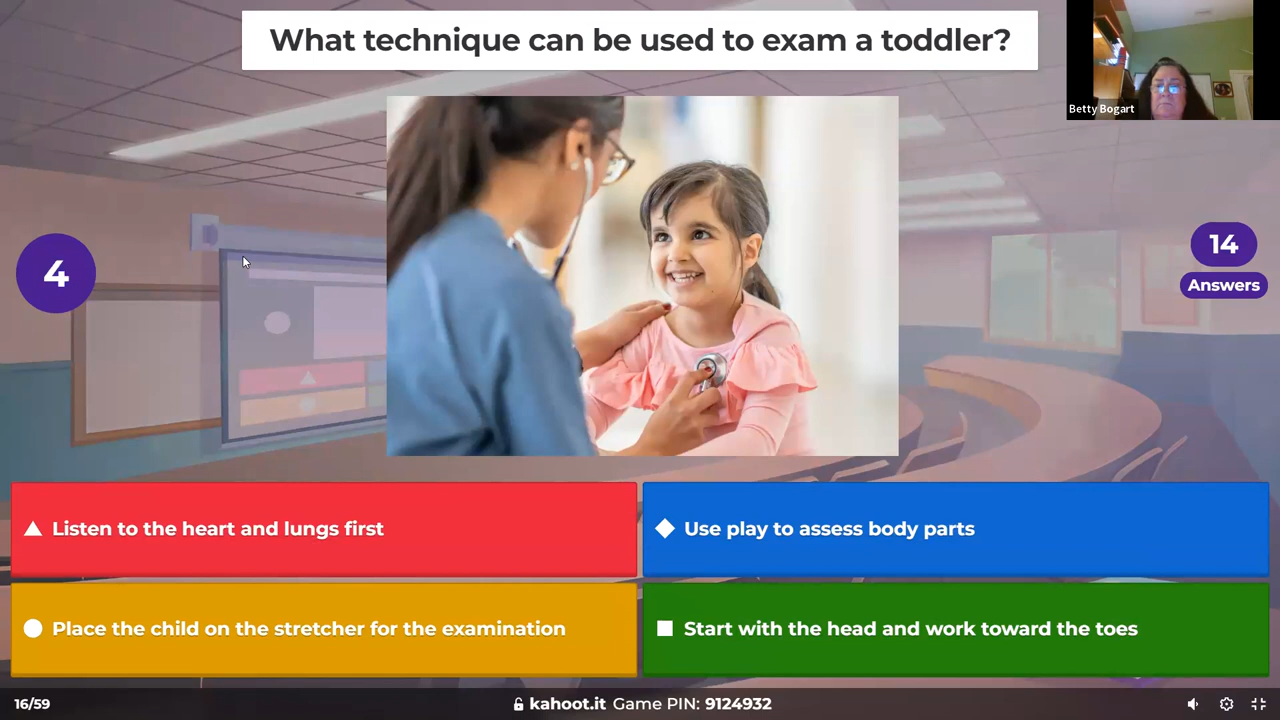 What technique can be used to exam a toddler?
Betty Bogart
4
14
Answers
Listen to the heart and lungs first
Use play to assess body parts
Place the child on the stretcher for the examination
Start with the head and work toward the toes
16/59
kahoot.it Game PIN: 9124932